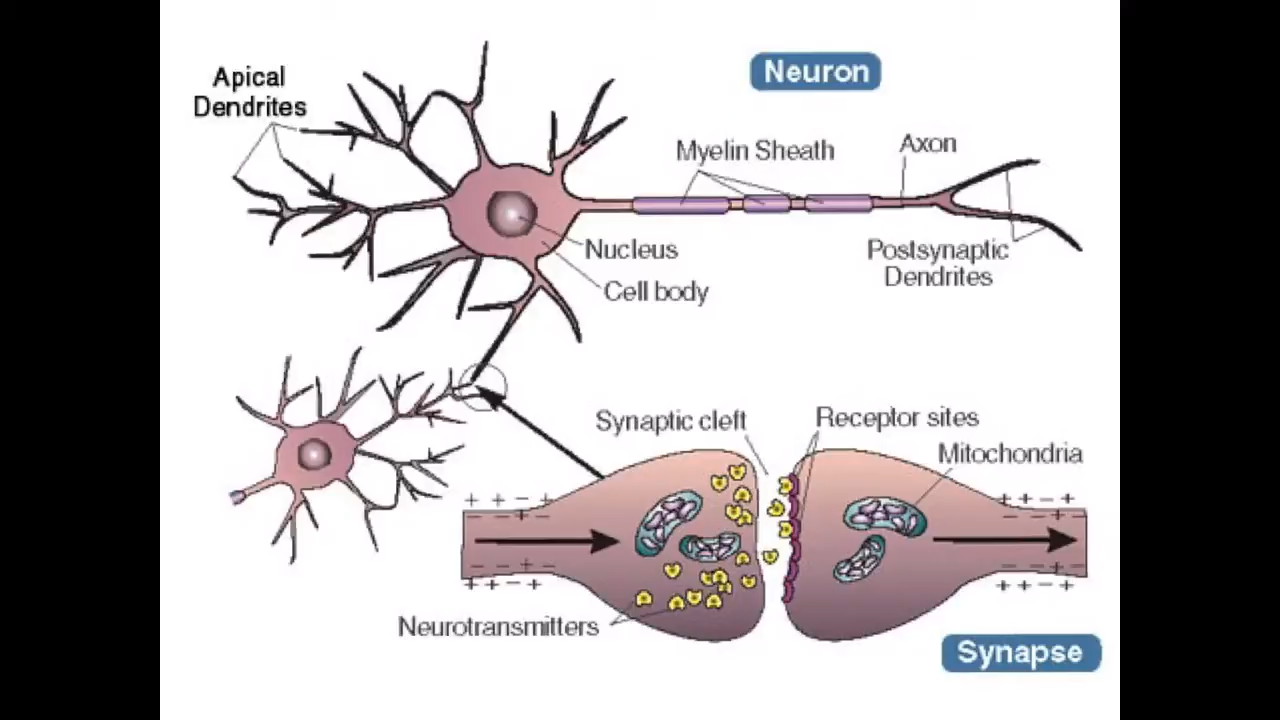 Neuron
Apical
Dendrites
Myelin Sheath
Axon
Nucleus
Cell body
Postsynaptic
Dendrites
Synaptic cleft
Receptor sites
Mitochondria
+ + − +
− − − +
+ + − +
− − +
− − − +
+ + − +
− − − +
+ + − +
Neurotransmitters
Synapse